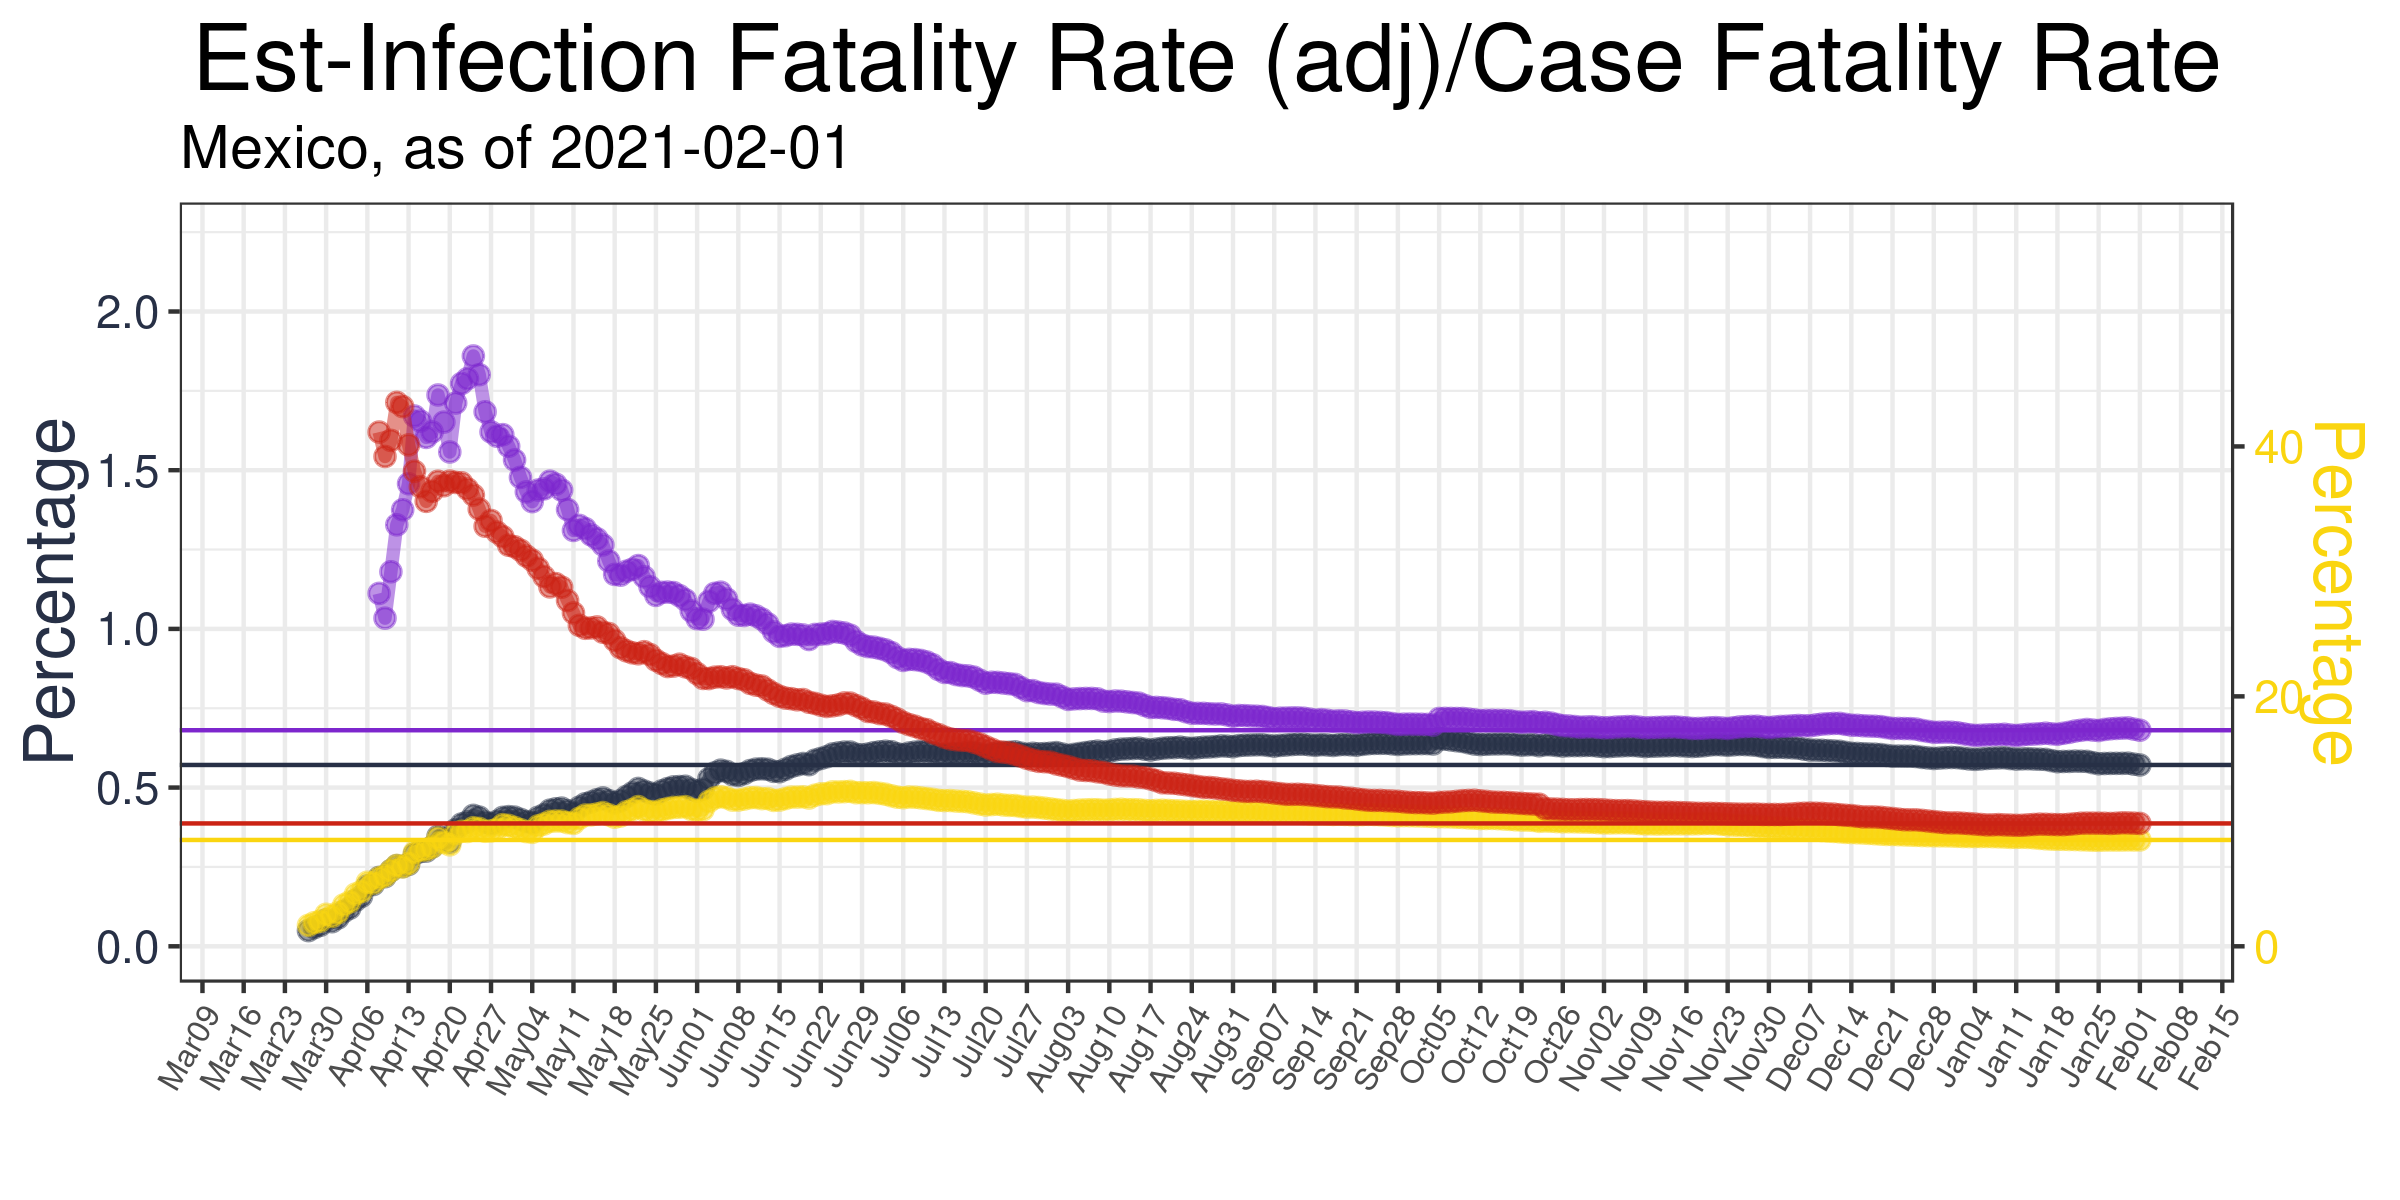 Est-Infection Fatality Rate (adj)/Case Fatality Rate
Mexico, as of 2021-02-01
Percentage
2.0
1.5
1.0
0.5
0.0
40
20
0
Percentage
Mar09 Mar16 Mar23 Mar30 Apr06 Apr13 Apr20 Apr27 May04 May11 May18 May25 Jun01 Jun08 Jun15 Jun22 Jun29 Jul06 Jul13 Jul20 Jul27 Aug03 Aug10 Aug17 Aug24 Aug31 Sep07 Sep14 Sep21 Sep28 Oct05 Oct12 Oct19 Oct26 Nov02 Nov09 Nov16 Nov23 Nov30 Dec07 Dec14 Dec21 Dec28 Jan04 Jan11 Jan18 Jan25 Feb01 Feb08 Feb15